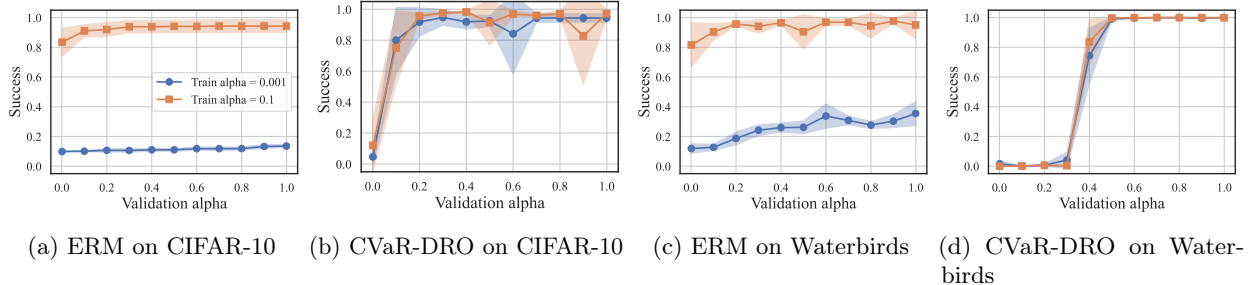 1.0
0.8
0.6
0.4
0.2
0.0
Success
Train alpha = 0.001
Train alpha = 0.1
0.0 0.2 0.4 0.6 0.8 1.0
Validation alpha
(a) ERM on CIFAR-10
1.0
0.8
0.6
0.4
0.2
0.0
Success
0.0 0.2 0.4 0.6 0.8 1.0
Validation alpha
(b) CVaR-DRO on CIFAR-10
1.0
0.8
0.6
0.4
0.2
0.0
Success
0.0 0.2 0.4 0.6 0.8 1.0
Validation alpha
(c) ERM on Waterbirds
1.0
0.8
0.6
0.4
0.2
0.0
Success
0.0 0.2 0.4 0.6 0.8 1.0
Validation alpha
(d) CVaR-DRO on Water-
birds